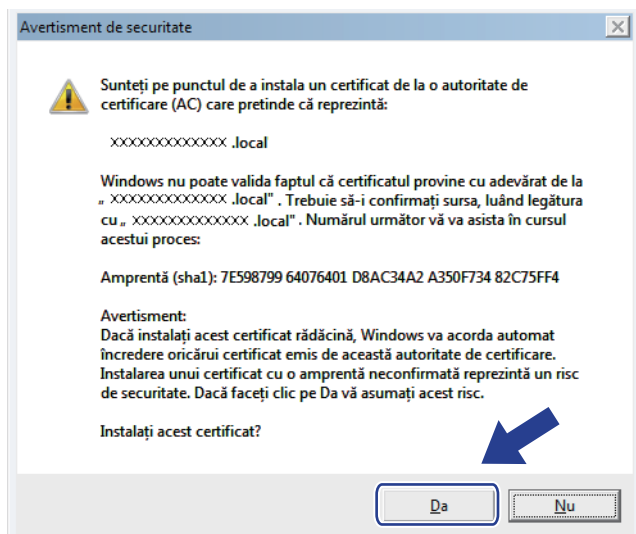 Avertisment de securitate
Sunteți pe punctul de a instala un certificat de la o autoritate de
certificare (AC) care pretinde că reprezintă:
XXXXXXXXXXXXX .local
Windows nu poate valida faptul că certificatul provine cu adevărat de la
„ XXXXXXXXXXXXX .local" . Trebuie să-i confirmați sursa, luând legătura
cu „ XXXXXXXXXXXXX .local" . Numărul următor vă va asista în cursul
acestui proces:
Amprentă (sha1): 7E598799 64076401 D8AC34A2 A350F734 82C75FF4
Avertisment:
Dacă instalați acest certificat rădăcină, Windows va acorda automat
încredere oricărui certificat emis de această autoritate de certificare.
Instalarea unui certificat cu o amprentă neconfirmată reprezintă un risc
de securitate. Dacă faceți clic pe Da vă asumați acest risc.
Instalați acest certificat?
Da
Nu